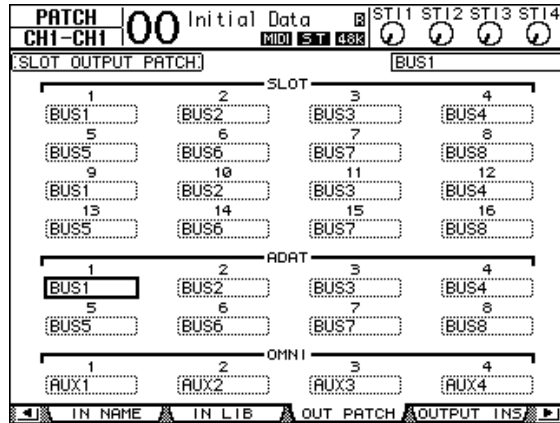 PATCH 00 Initial Data R ST1 ST2 ST3 ST4
CH1-CH1 MIDI ST 48k
SLOT OUTPUT PATCH BUS1
SLOT
1 2 3 4
BUS1 BUS2 BUS3 BUS4
5 6 7 8
BUS5 BUS6 BUS7 BUS8
9 10 11 12
BUS1 BUS2 BUS3 BUS4
13 14 15 16
BUS5 BUS6 BUS7 BUS8
ADAT
1 2 3 4
BUS1 BUS2 BUS3 BUS4
5 6 7 8
BUS5 BUS6 BUS7 BUS8
OMNI
1 2 3 4
AUX1 AUX2 AUX3 AUX4
IN NAME IN LIB OUT PATCH OUTPUT INS